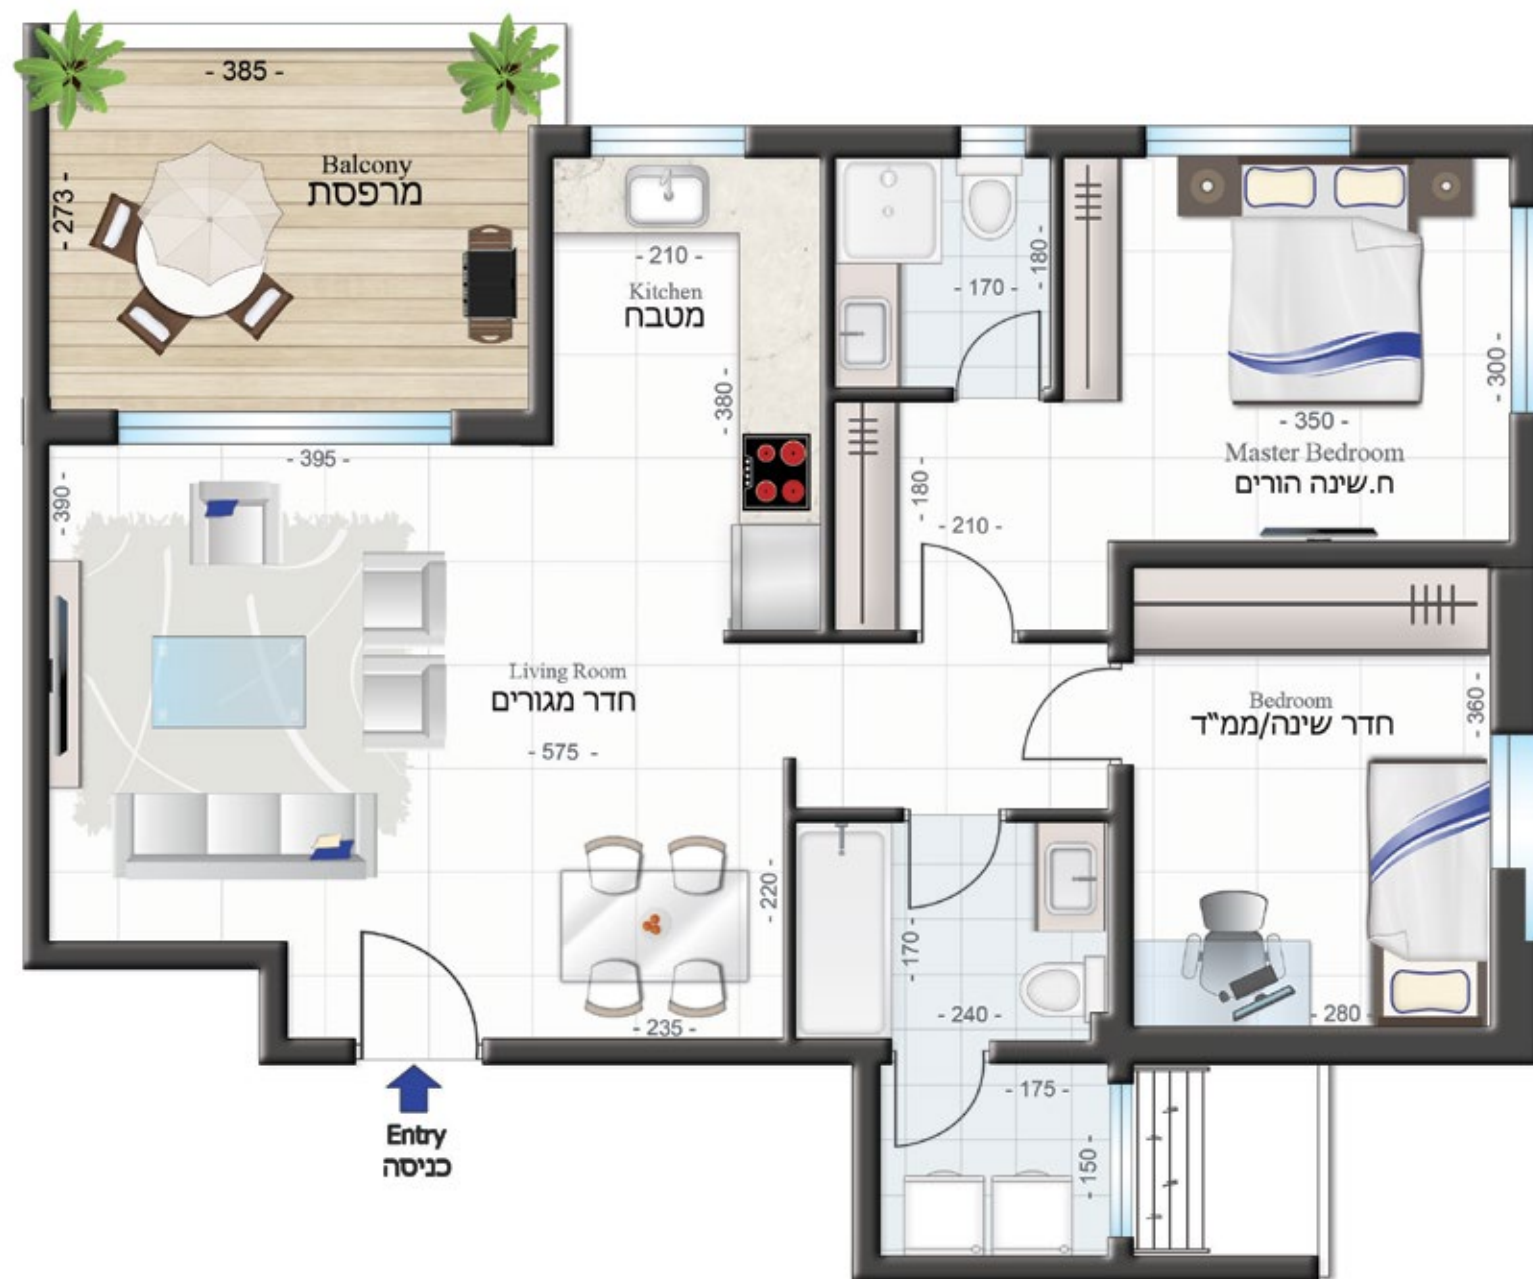 - 385 -
Balcony
מרפסת
- 273 -
- 210 -
Kitchen
מטבח
- 380 -
- 170 -
- 180 -
- 300 -
- 350 -
Master Bedroom
ח.שינה הורים
- 395 -
- 390 -
- 180 -
- 210 -
Living Room
חדר מגורים
- 575 -
Bedroom
חדר שינה/ממ"ד
- 360 -
- 220 -
- 235 -
- 170 -
- 240 -
- 280 -
- 175 -
- 150 -
Entry
כניסה